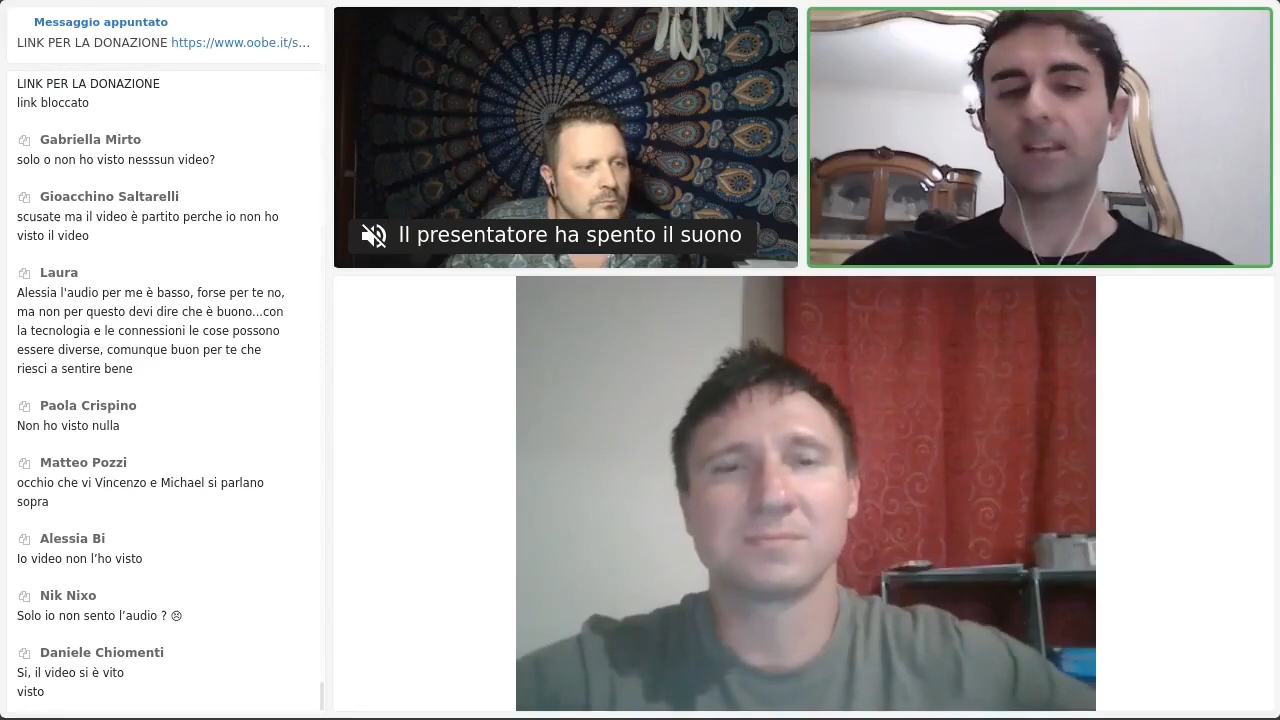 Messaggio appuntato
LINK PER LA DONAZIONE https://www.oobe.it/s...
LINK PER LA DONAZIONE
link bloccato
Gabriella Mirto
solo o non ho visto nesssun video?
Gioacchino Saltarelli
scusate ma il video è partito perche io non ho
visto il video
Laura
Alessia l'audio per me è basso, forse per te no,
ma non per questo devi dire che è buono...con
la tecnologia e le connessioni le cose possono
essere diverse, comunque buon per te che
riesci a sentire bene
Paola Crispino
Non ho visto nulla
Matteo Pozzi
occhio che vi Vincenzo e Michael si parlano
sopra
Alessia Bi
Io video non l’ho visto
Nik Nixo
Solo io non sento l’audio ? ☹
Daniele Chiomenti
Si, il video si è vito
visto
Il presentatore ha spento il suono